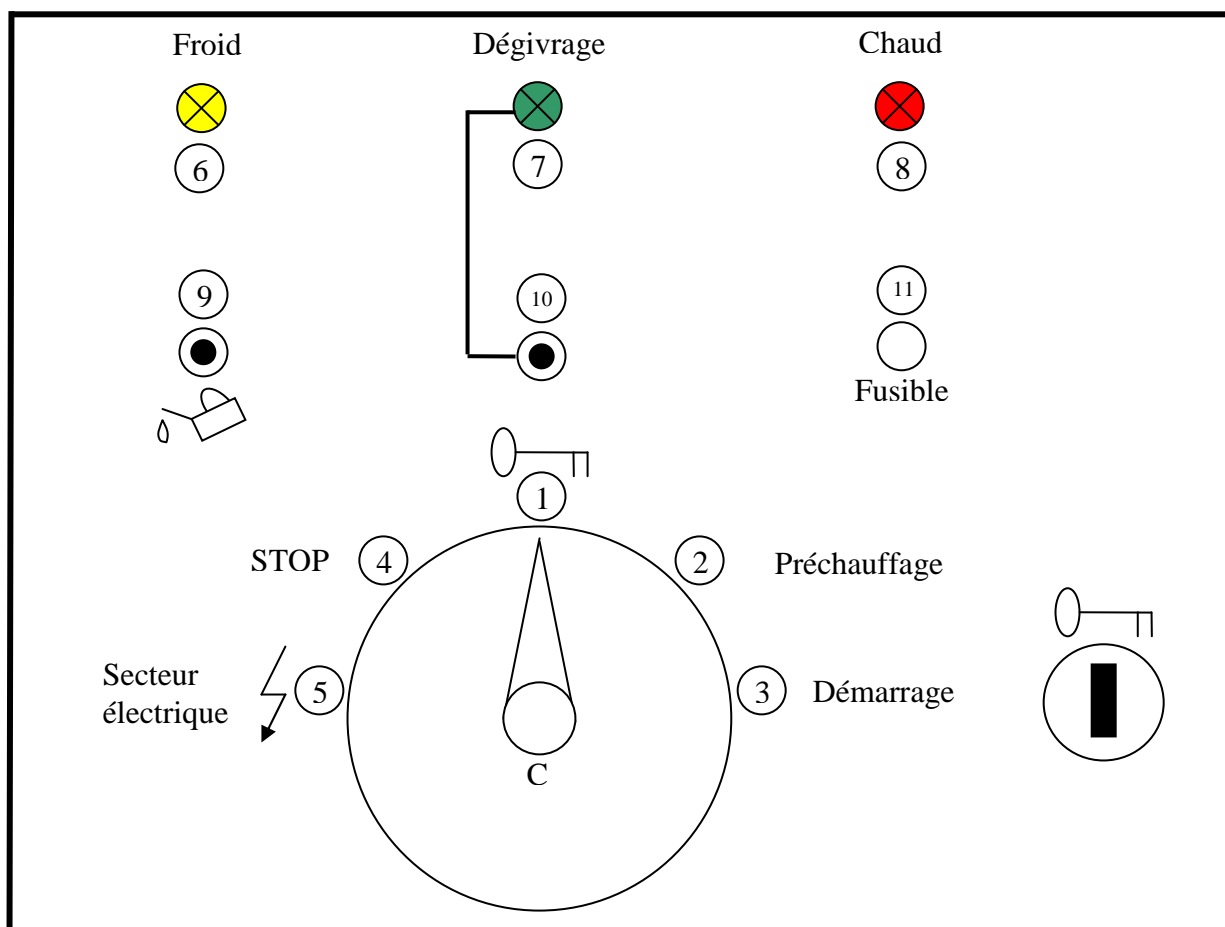 Froid Dégivrage Chaud
6 7 8
9 10 11
Fusible
1
STOP 4 2 Préchauffage
Secteur
électrique 5 3 Démarrage
C